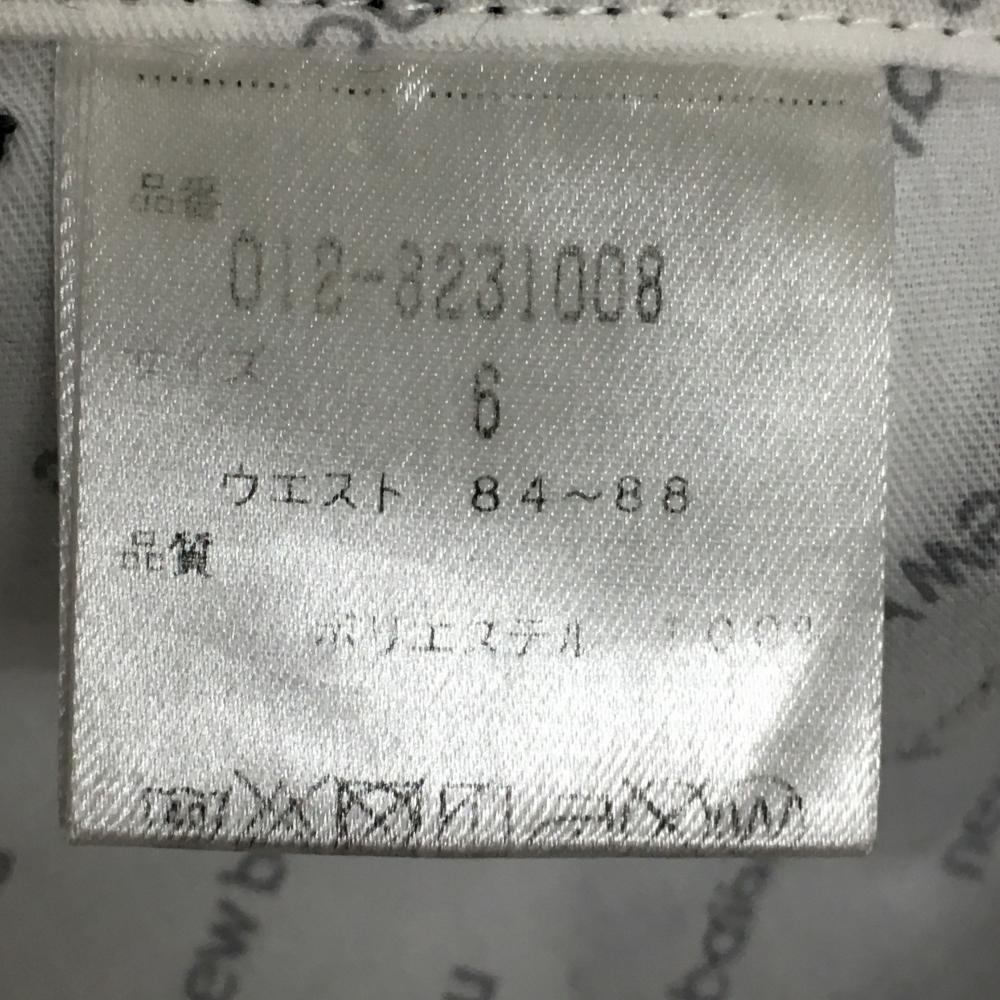 品番
012-8231008
サイズ
6
ウエスト 84～88
品質
ポリエステル 100%
new b